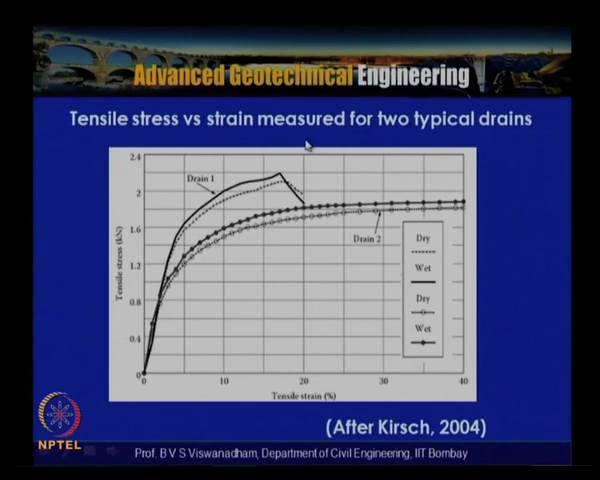 Advanced Geotechnical Engineering
Tensile stress vs strain measured for two typical drains
2.4
2
1.6
1.2
0.8
0.4
0
Tensile stress (kN)
Drain 1
Drain 2
Dry
Wet
Dry
Wet
0
10
20
30
40
Tensile strain (%)
(After Kirsch, 2004)
NPTEL
Prof. B V S Viswanadham, Department of Civil Engineering, IIT Bombay